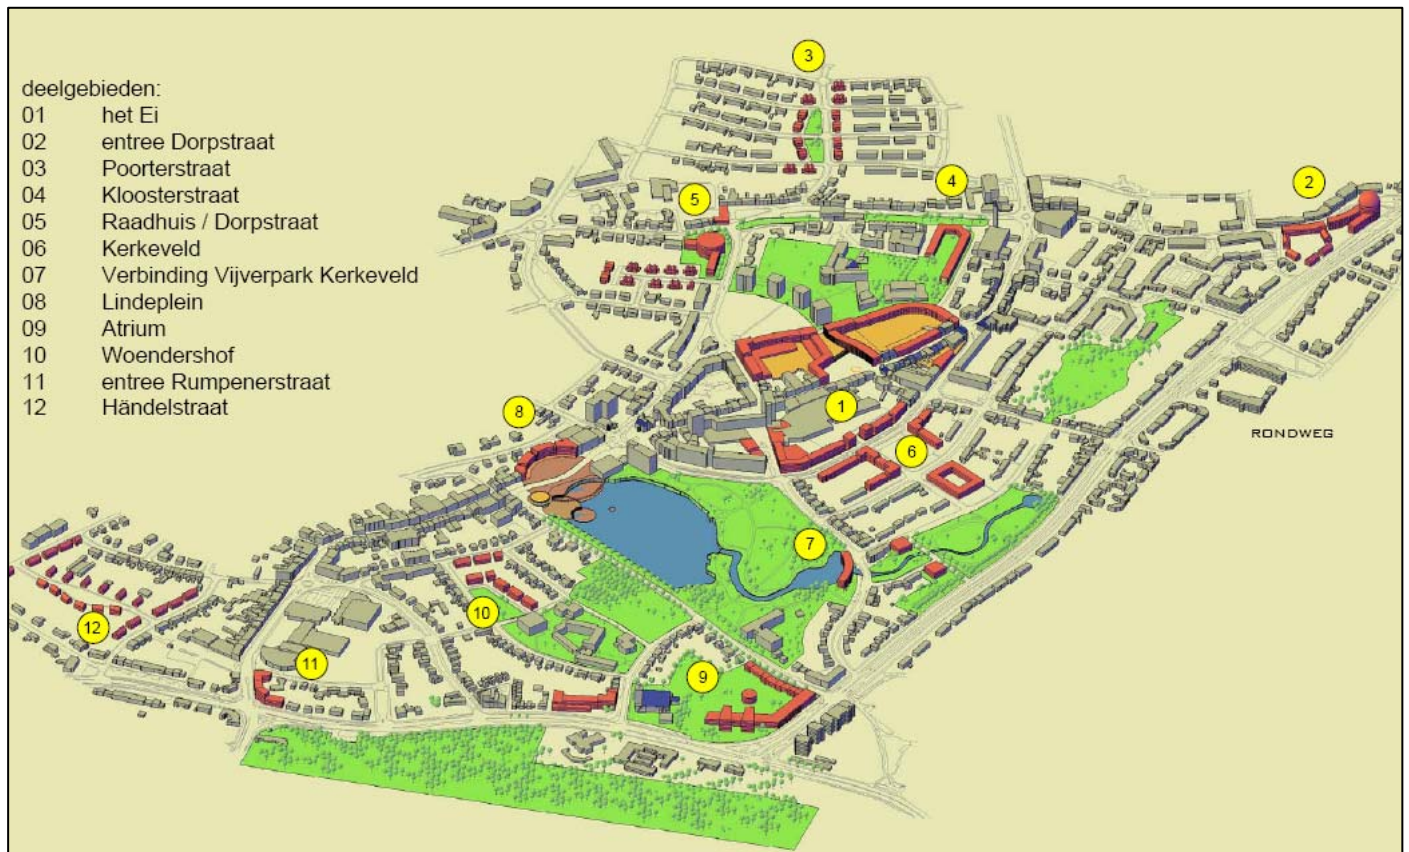 deelgebieden:
01 het Ei
02 entree Dorpstraat
03 Poorterstraat
04 Kloosterstraat
05 Raadhuis / Dorpstraat
06 Kerkeveld
07 Verbinding Vijverpark Kerkeveld
08 Lindeplein
09 Atrium
10 Woendershof
11 entree Rumpenerstraat
12 Händelstraat
3
4
2
5
1
8
RONDWEG
6
7
10
12
11
9